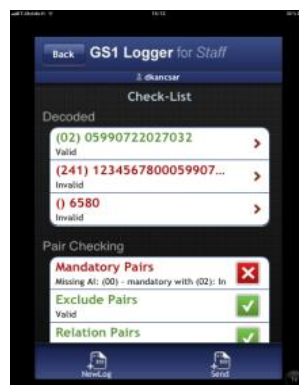 Back GS1 Logger for Staff
dkancsar
Check-List
Decoded
(02) 05990722027032
Valid
(241) 1234567800059907...
Invalid
() 6580
Invalid
Pair Checking
Mandatory Pairs
Missing AI: (00) - mandatory with (02): In
Exclude Pairs
Valid
Relation Pairs
NewLog Send